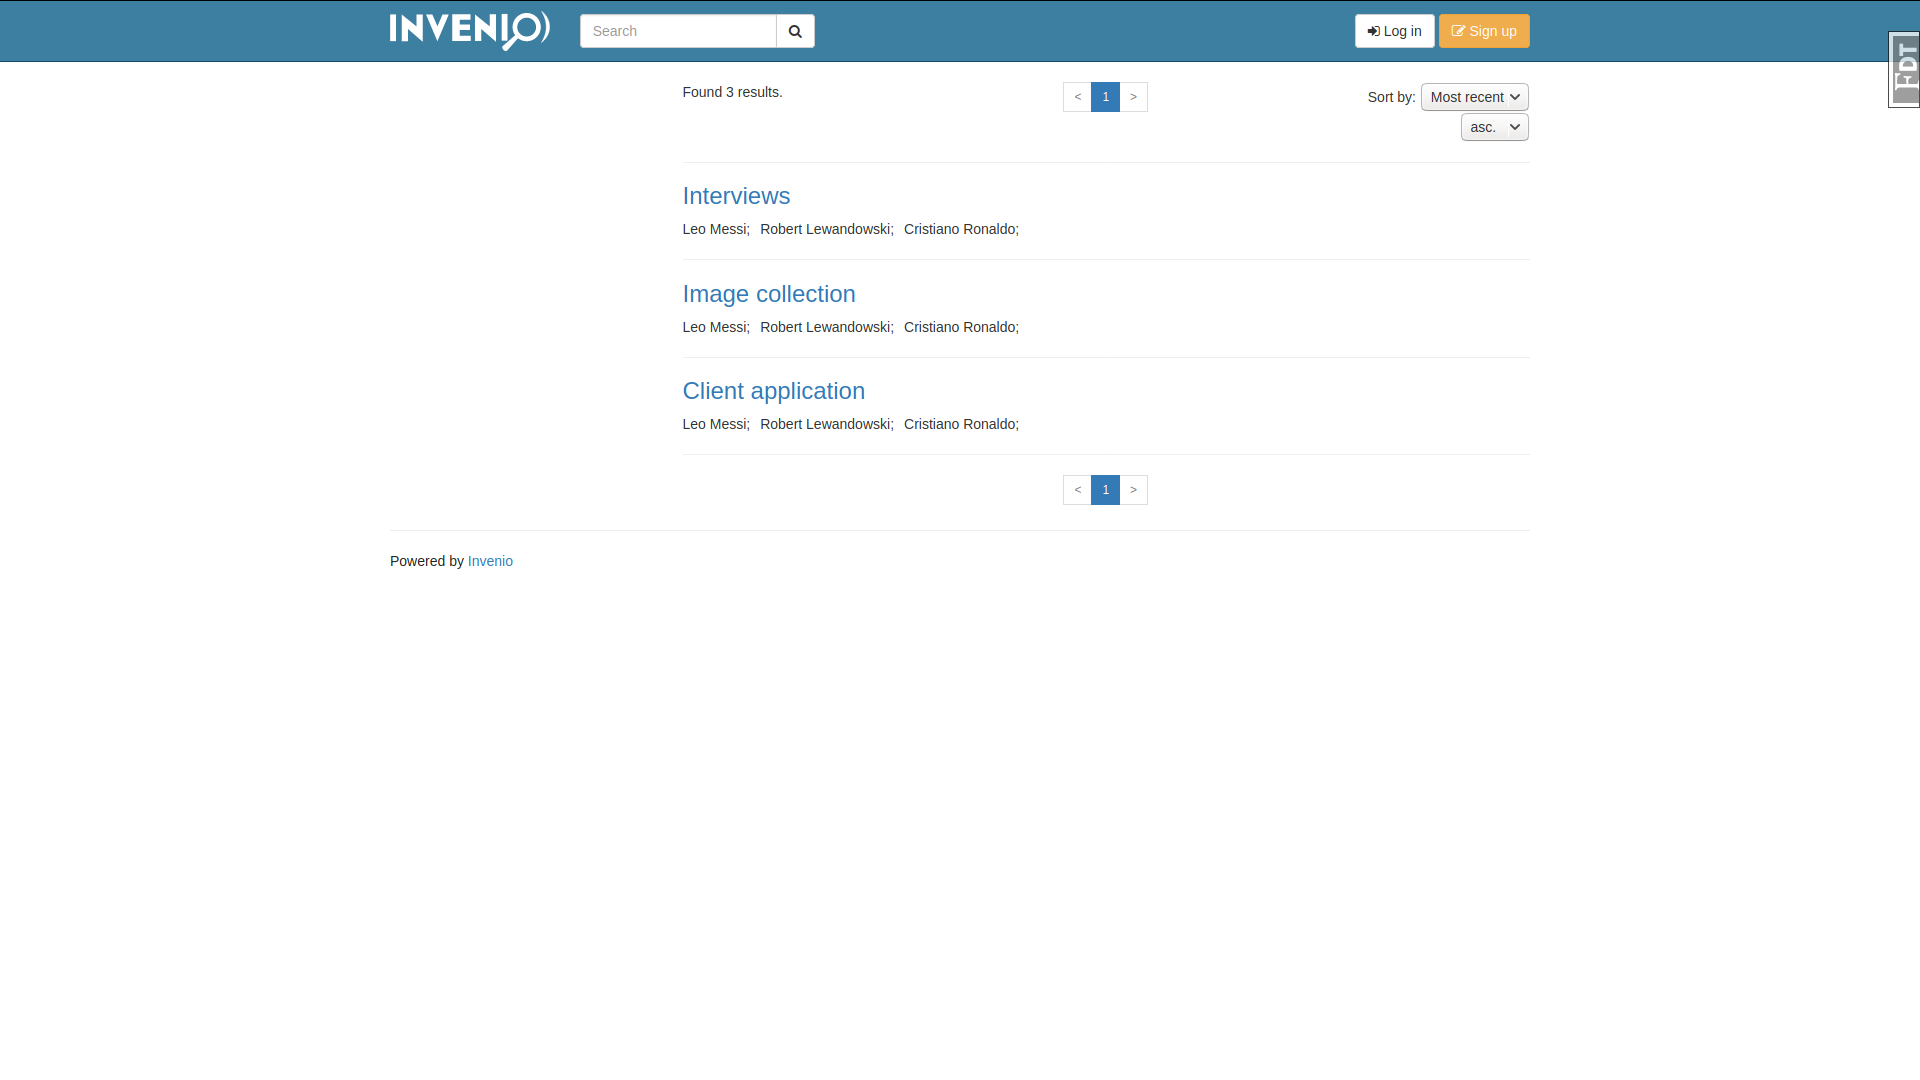 INVENIO
Search
Log in
Sign up
FDT
Found 3 results.
< 1 >
Sort by: Most recent
asc.
Interviews
Leo Messi; Robert Lewandowski; Cristiano Ronaldo;
Image collection
Leo Messi; Robert Lewandowski; Cristiano Ronaldo;
Client application
Leo Messi; Robert Lewandowski; Cristiano Ronaldo;
< 1 >
Powered by Invenio